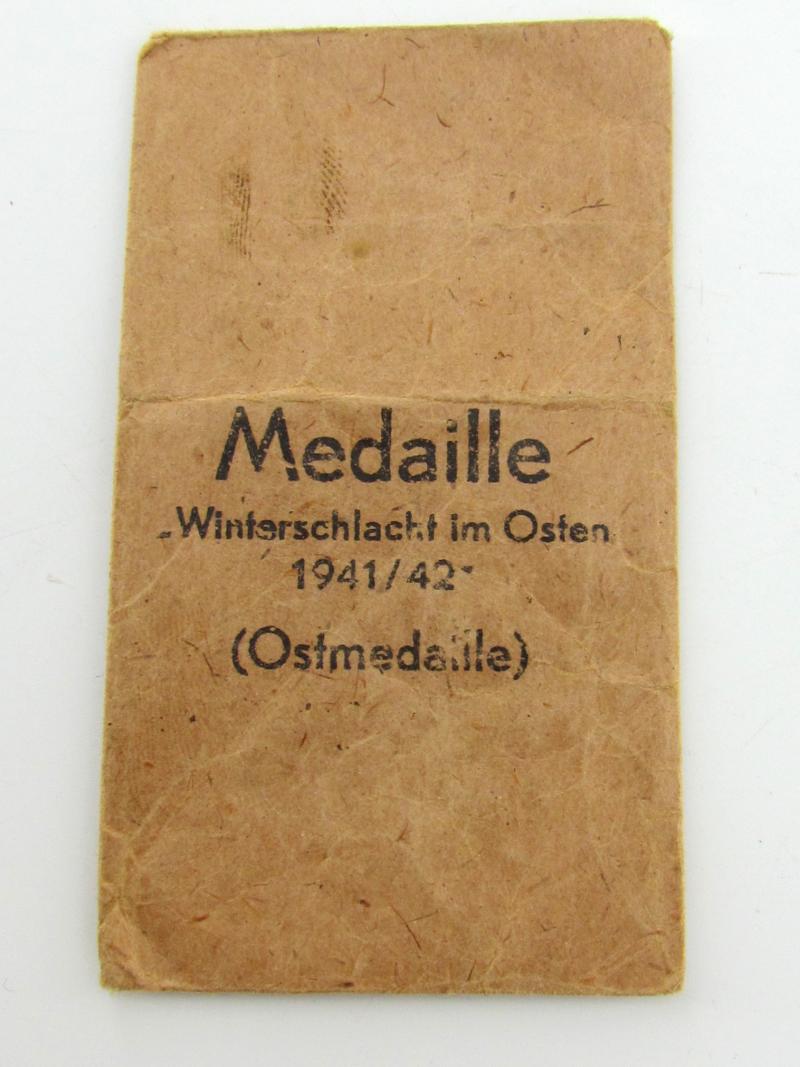 Medaille
„Winterschlacht im Osten
1941/42"
(Ostmedaille)